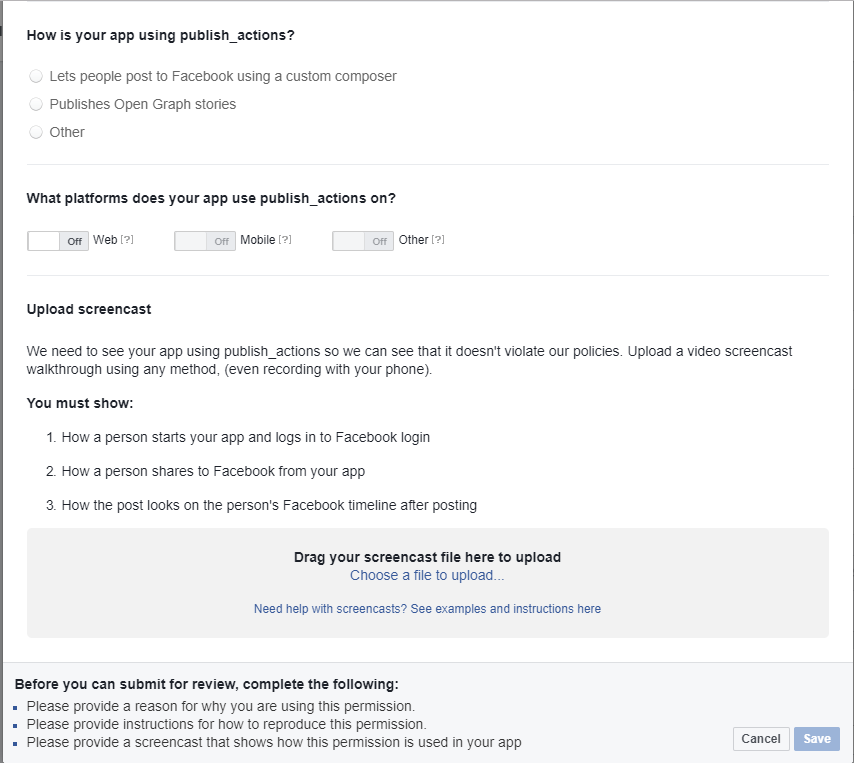 How is your app using publish_actions?
Lets people post to Facebook using a custom composer
Publishes Open Graph stories
Other
What platforms does your app use publish_actions on?
Off Web [?] Off Mobile [?] Off Other [?]
Upload screencast
We need to see your app using publish_actions so we can see that it doesn't violate our policies. Upload a video screencast
walkthrough using any method, (even recording with your phone).
You must show:
1. How a person starts your app and logs in to Facebook login
2. How a person shares to Facebook from your app
3. How the post looks on the person's Facebook timeline after posting
Drag your screencast file here to upload
Choose a file to upload...
Need help with screencasts? See examples and instructions here
Before you can submit for review, complete the following:
Please provide a reason for why you are using this permission.
Please provide instructions for how to reproduce this permission.
Please provide a screencast that shows how this permission is used in your app
Cancel Save